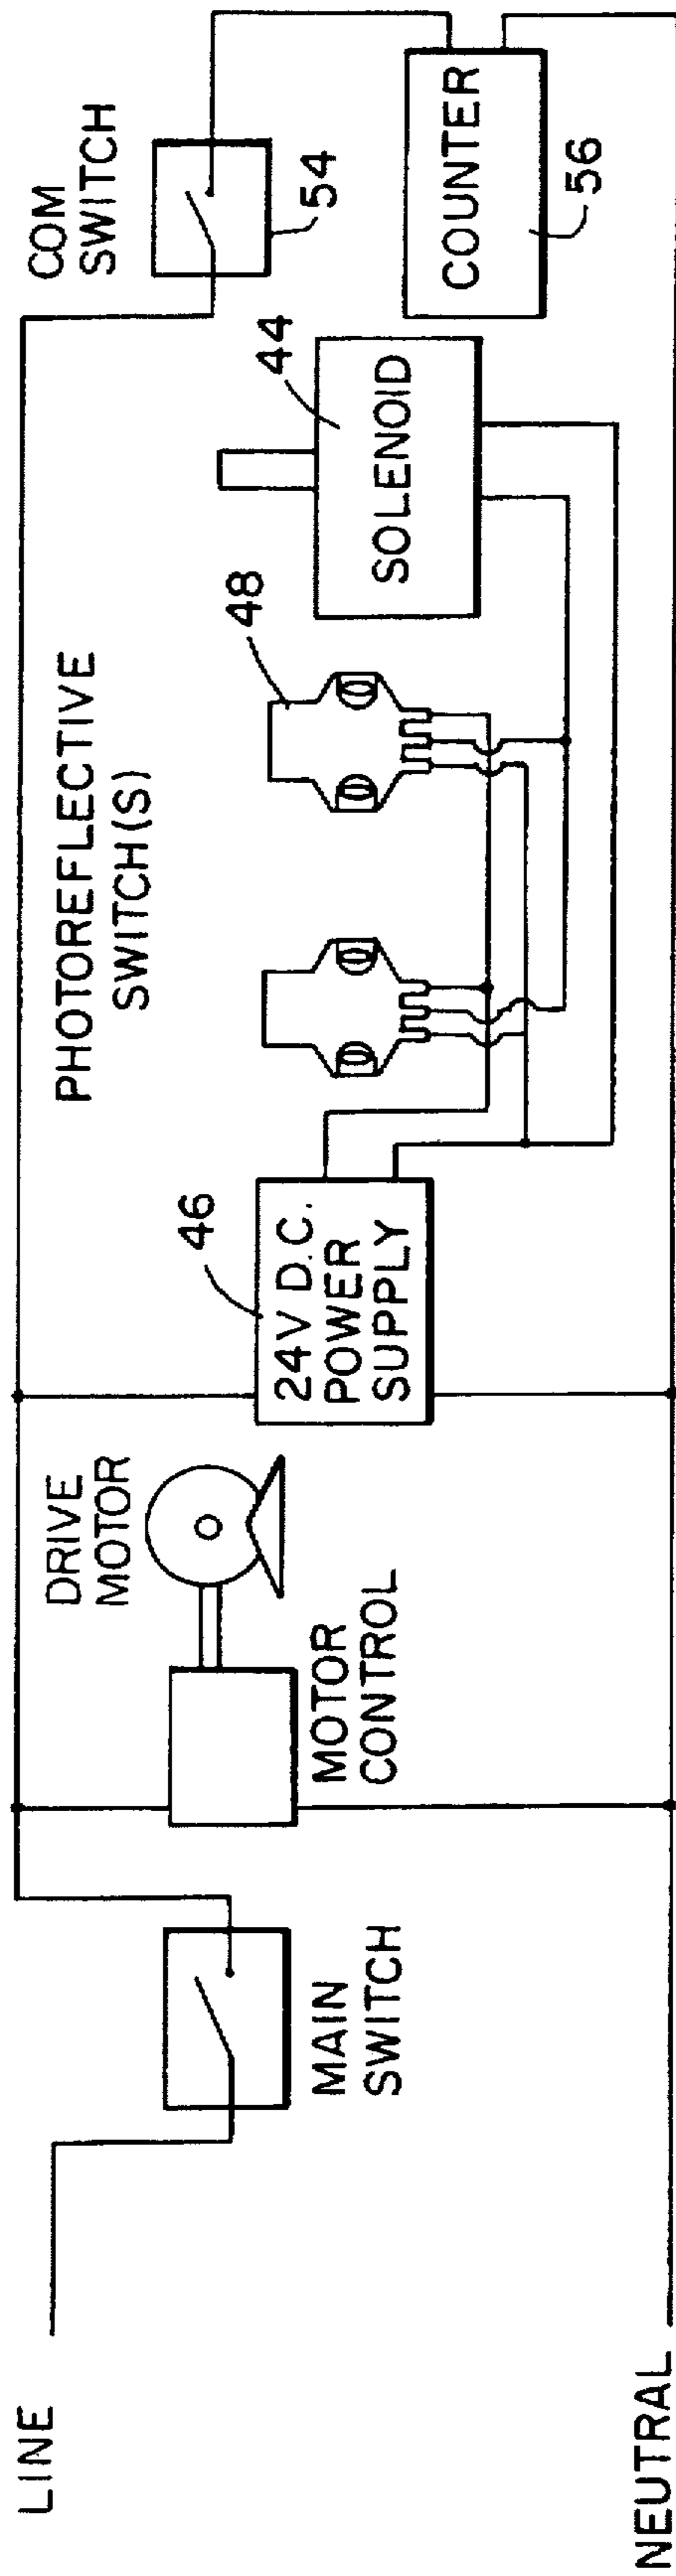 LINE
NEUTRAL
MAIN
SWITCH
MOTOR
CONTROL
DRIVE
MOTOR
46
24V D.C.
POWER
SUPPLY
PHOTOREFLECTIVE
SWITCH(S)
48
44
SOLENOID
COM
SWITCH
54
COUNTER
56